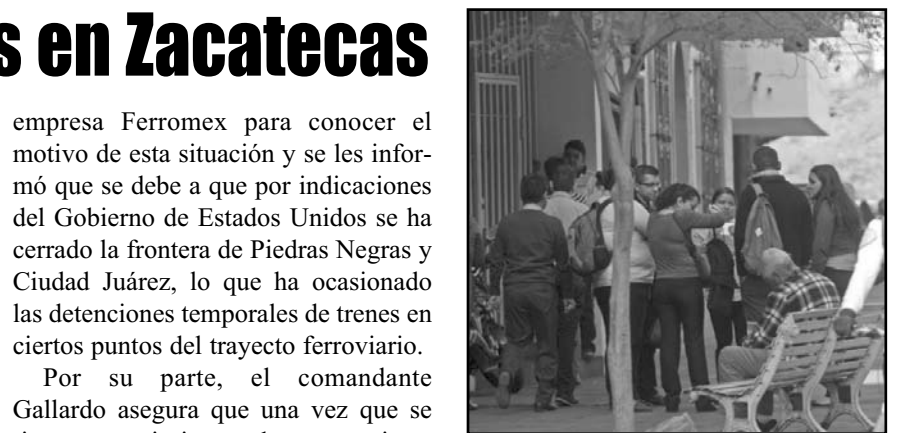 s en Zacatecas
empresa Ferromex para conocer el
motivo de esta situación y se les infor-
mó que se debe a que por indicaciones
del Gobierno de Estados Unidos se ha
cerrado la frontera de Piedras Negras y
Ciudad Juárez, lo que ha ocasionado
las detenciones temporales de trenes en
ciertos puntos del trayecto ferroviario.
Por su parte, el comandante
Gallardo asegura que una vez que se